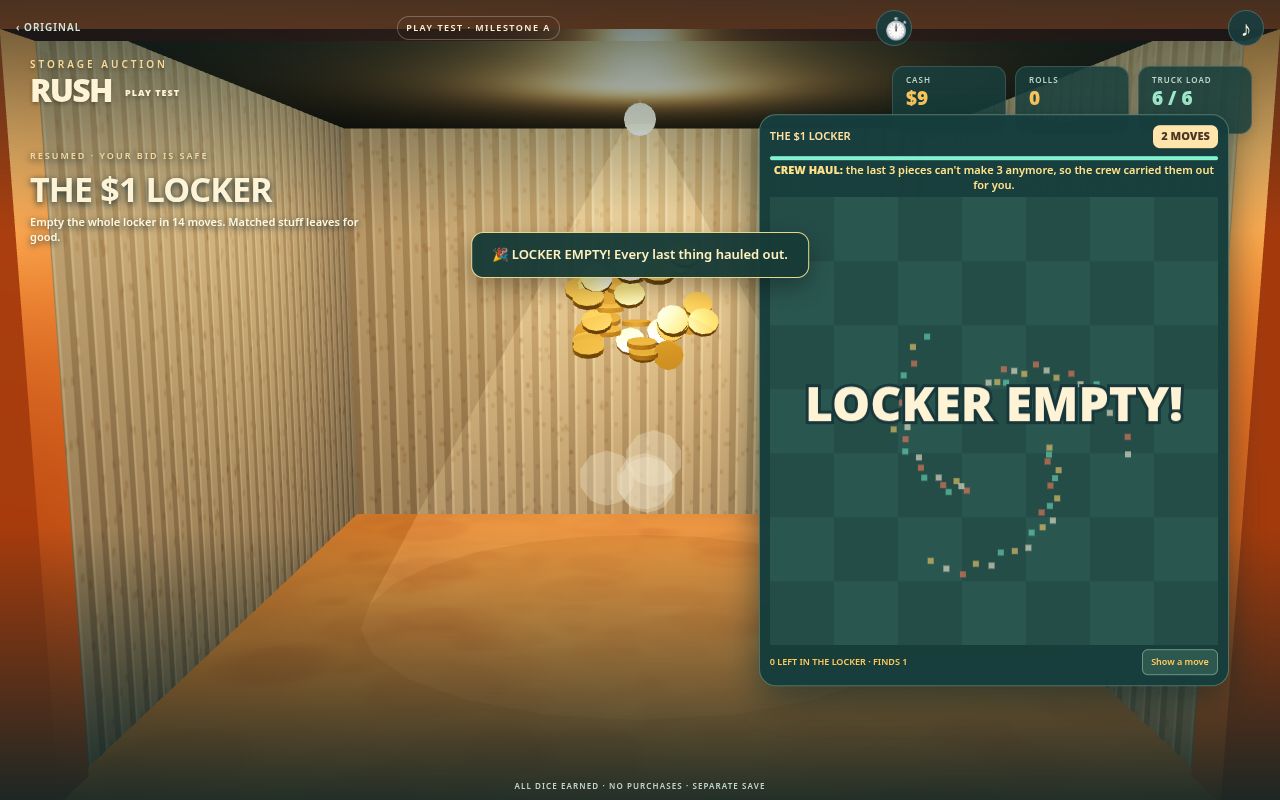 ‹ ORIGINAL
PLAY TEST · MILESTONE A
STORAGE AUCTION
RUSH PLAY TEST
CASH
$9
ROLLS
0
TRUCK LOAD
6 / 6
RESUMED · YOUR BID IS SAFE
THE $1 LOCKER
Empty the whole locker in 14 moves. Matched stuff leaves for
good.
THE $1 LOCKER
2 MOVES
CREW HAUL: the last 3 pieces can't make 3 anymore, so the crew carried them out
for you.
🎉 LOCKER EMPTY! Every last thing hauled out.
LOCKER EMPTY!
0 LEFT IN THE LOCKER · FINDS 1
Show a move
ALL DICE EARNED · NO PURCHASES · SEPARATE SAVE